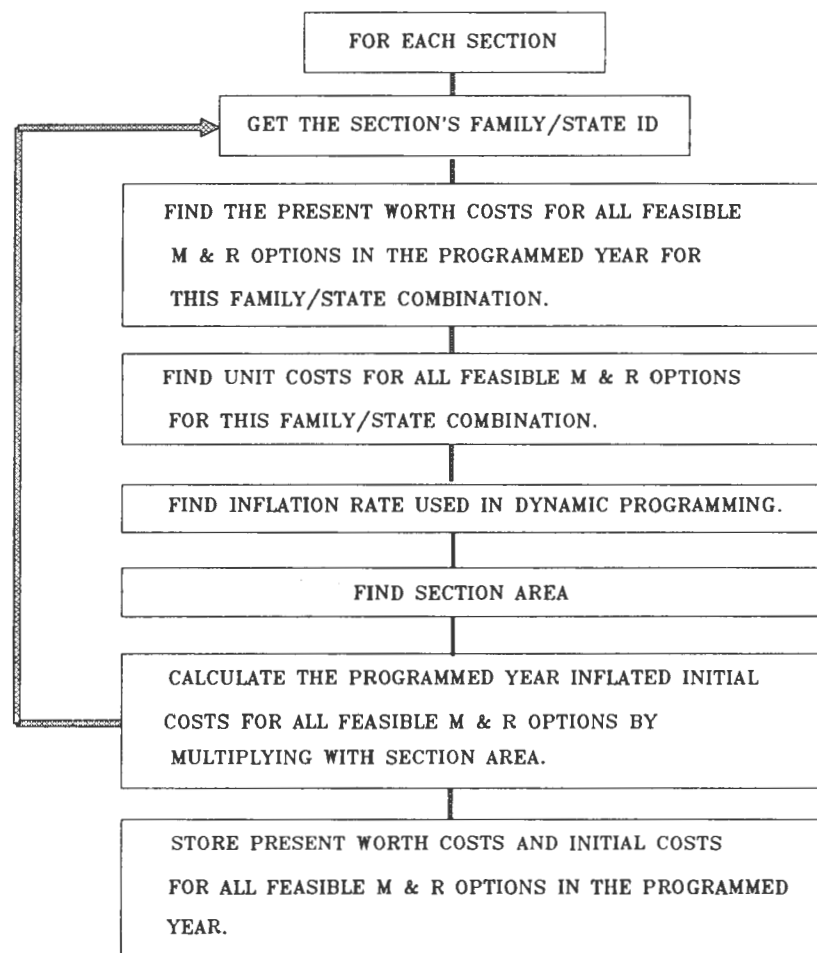 FOR EACH SECTION
GET THE SECTION'S FAMILY/STATE ID
FIND THE PRESENT WORTH COSTS FOR ALL FEASIBLE
M & R OPTIONS IN THE PROGRAMMED YEAR FOR
THIS FAMILY/STATE COMBINATION.
FIND UNIT COSTS FOR ALL FEASIBLE M & R OPTIONS
FOR THIS FAMILY/STATE COMBINATION.
FIND INFLATION RATE USED IN DYNAMIC PROGRAMMING.
FIND SECTION AREA
CALCULATE THE PROGRAMMED YEAR INFLATED INITIAL
COSTS FOR ALL FEASIBLE M & R OPTIONS BY
MULTIPLYING WITH SECTION AREA.
STORE PRESENT WORTH COSTS AND INITIAL COSTS
FOR ALL FEASIBLE M & R OPTIONS IN THE PROGRAMMED
YEAR.